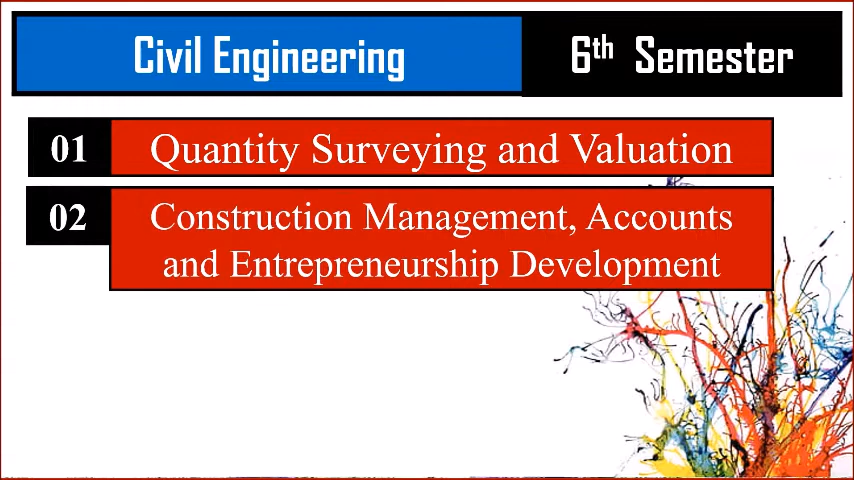 Civil Engineering
6th Semester
01 Quantity Surveying and Valuation
02 Construction Management, Accounts
and Entrepreneurship Development